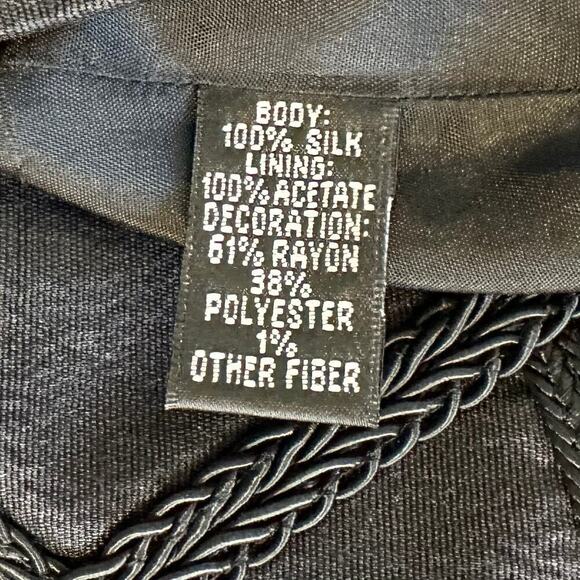 BODY:
100% SILK
LINING:
100% ACETATE
DECORATION:
61% RAYON
38%
POLYESTER
1%
OTHER FIBER